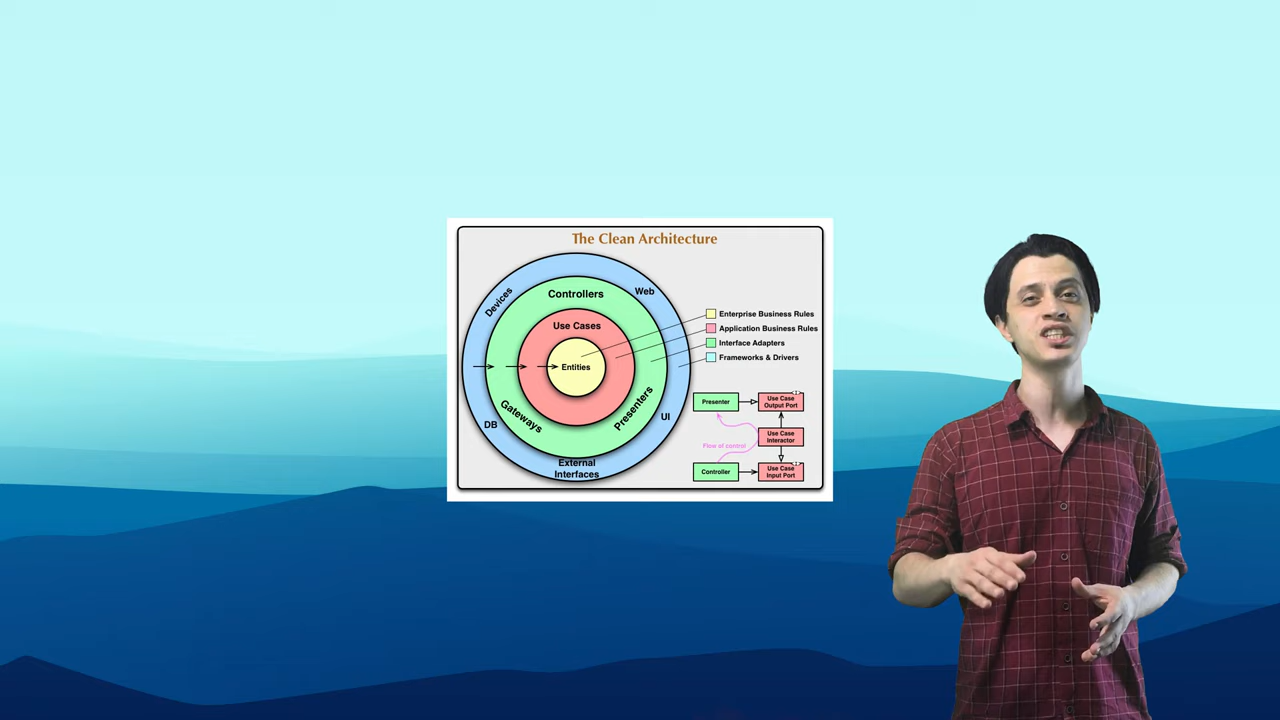 The Clean Architecture
Devices
Web
Controllers
Use Cases
Entities
Gateways
Presenters
DB
UI
External
Interfaces
Enterprise Business Rules
Application Business Rules
Interface Adapters
Frameworks & Drivers
Presenter
Use Case
Output Port
Flow of control
Use Case
Interactor
Controller
Use Case
Input Port